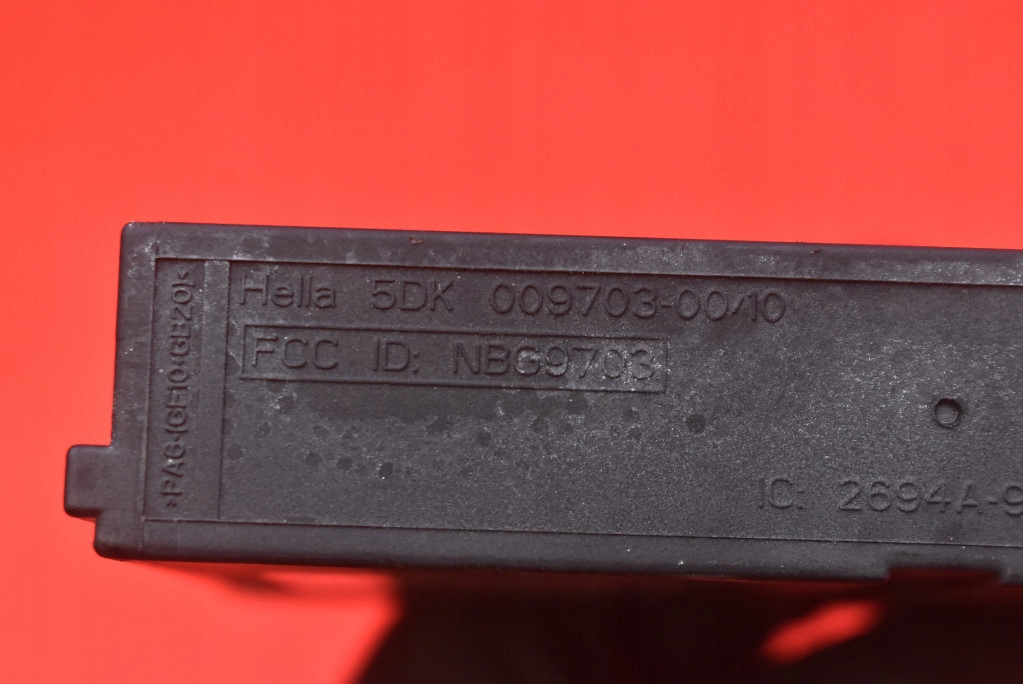 Hella 5DK 009703-00/10
FCC ID: NBG9703
IC: 2694A-9
>PA6-(GF10+GB20)<